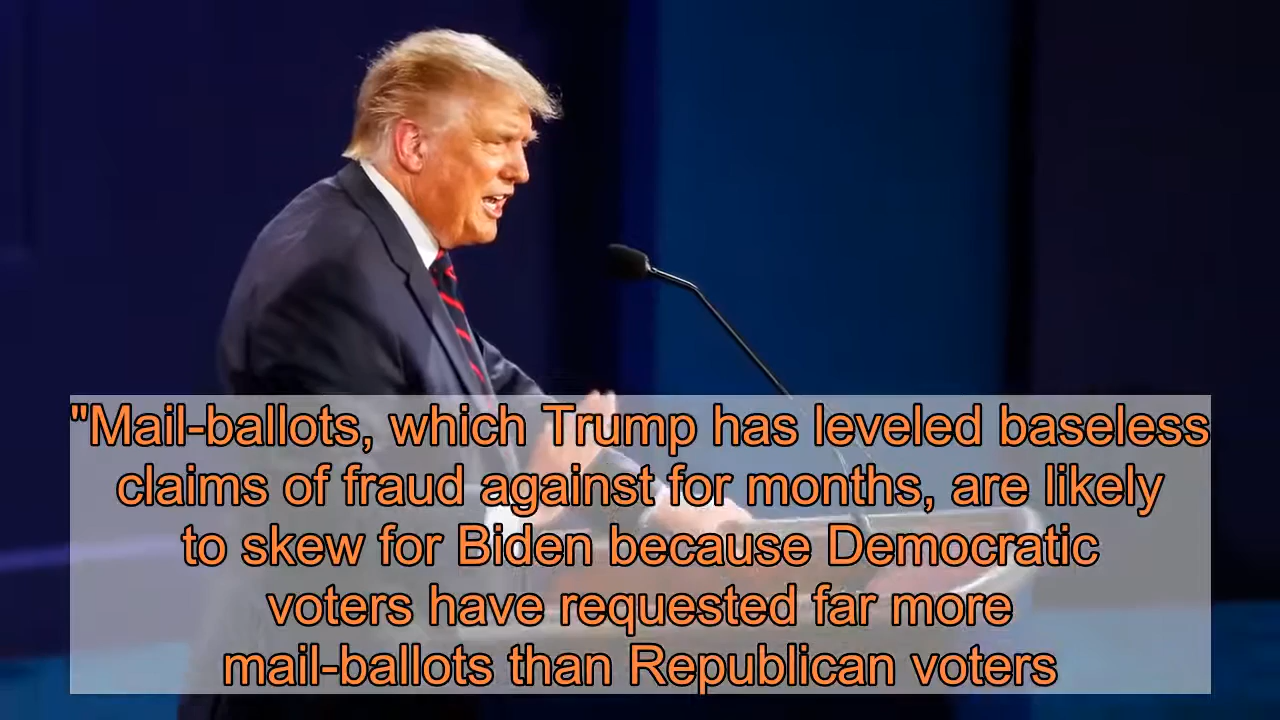 "Mail-ballots, which Trump has leveled baseless
claims of fraud against for months, are likely
to skew for Biden because Democratic
voters have requested far more
mail-ballots than Republican voters